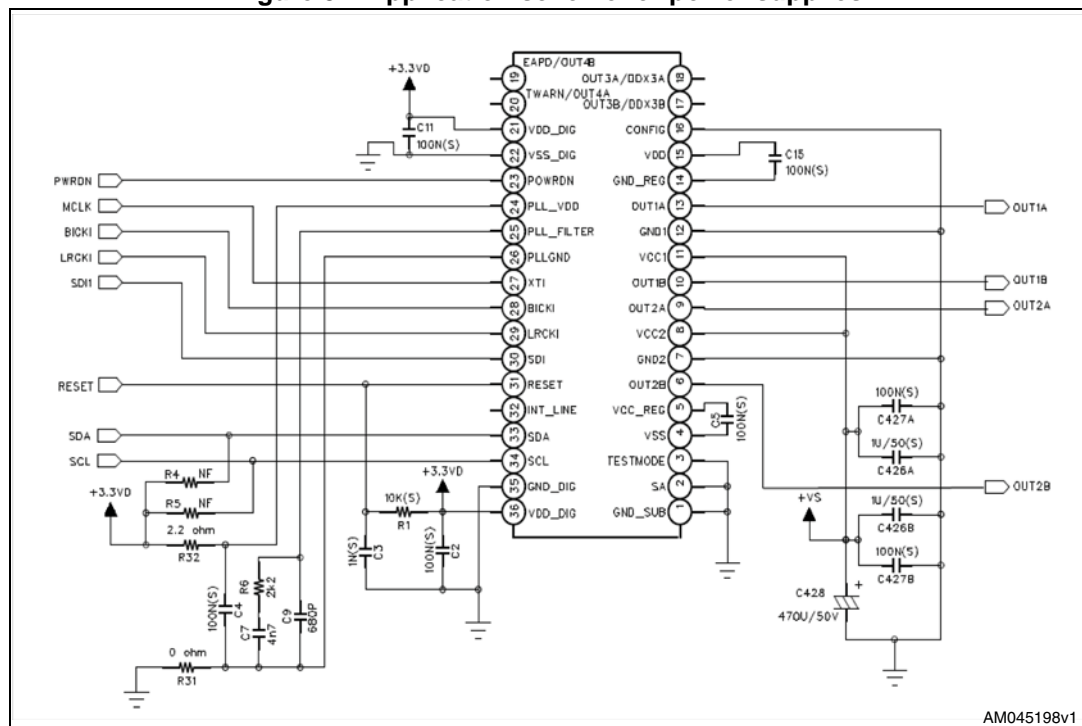 Application scheme for power supplies
+3.3VD
C11
100N(S)
PWRDN
MCLK
BICKI
LRCKI
SDI1
RESET
SDA
SCL
EAPD/OUT4B
19
TWARN/OUT4A
20
21 VDD_DIG
22 VSS_DIG
23 POWRDN
24 PLL_VDD
25 PLL_FILTER
26 PLLGND
27 XTI
28 BICKI
29 LRCKI
30 SDI
31 RESET
32 INT_LINE
33 SDA
34 SCL
35 GND_DIG
36 VDD_DIG
OUT3A/DDX3A 18
OUT3B/DDX3B 17
CONFIG 16
VDD 15
GND_REG 14
OUT1A 13
GND1 12
VCC1 11
OUT1B 10
OUT2A 9
VCC2 8
GND2 7
OUT2B 6
VCC_REG 5
VSS 4
TESTMODE 3
SA 2
GND_SUB 1
C15
100N(S)
C5
100N(S)
OUT1A
OUT1B
OUT2A
OUT2B
100N(S)
C427A
1U/50(S)
C426A
+VS
1U/50(S)
C426B
100N(S)
C427B
C428
+
470U/50V
R4 NF
R5 NF
+3.3VD
2.2 ohm
R32
100N(S)
C4
R6
2k2
C7
4n7
C9
680P
0 ohm
R31
10K(S)
R1
+3.3VD
1N(S)
C3
100N(S)
C2
AM045198v1